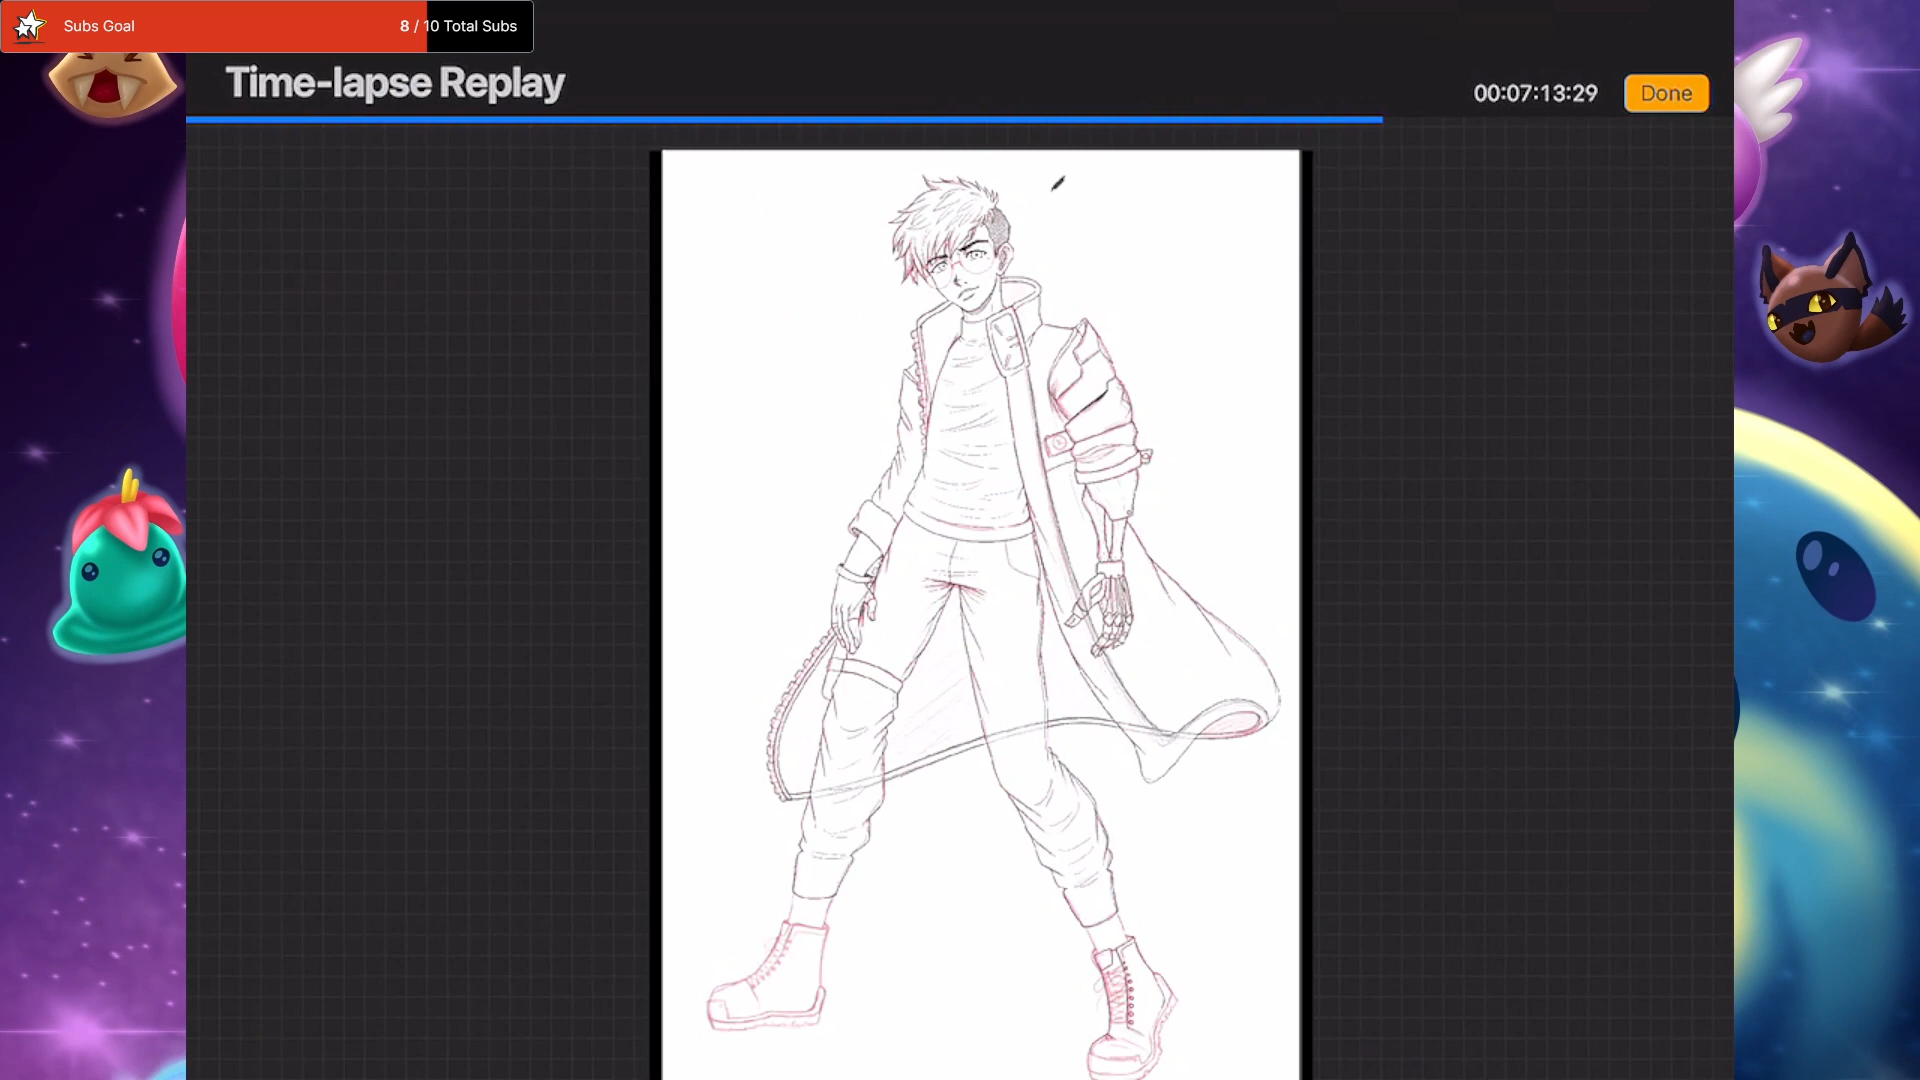 Subs Goal
8 / 10 Total Subs
Time-lapse Replay
00:07:13:29
Done